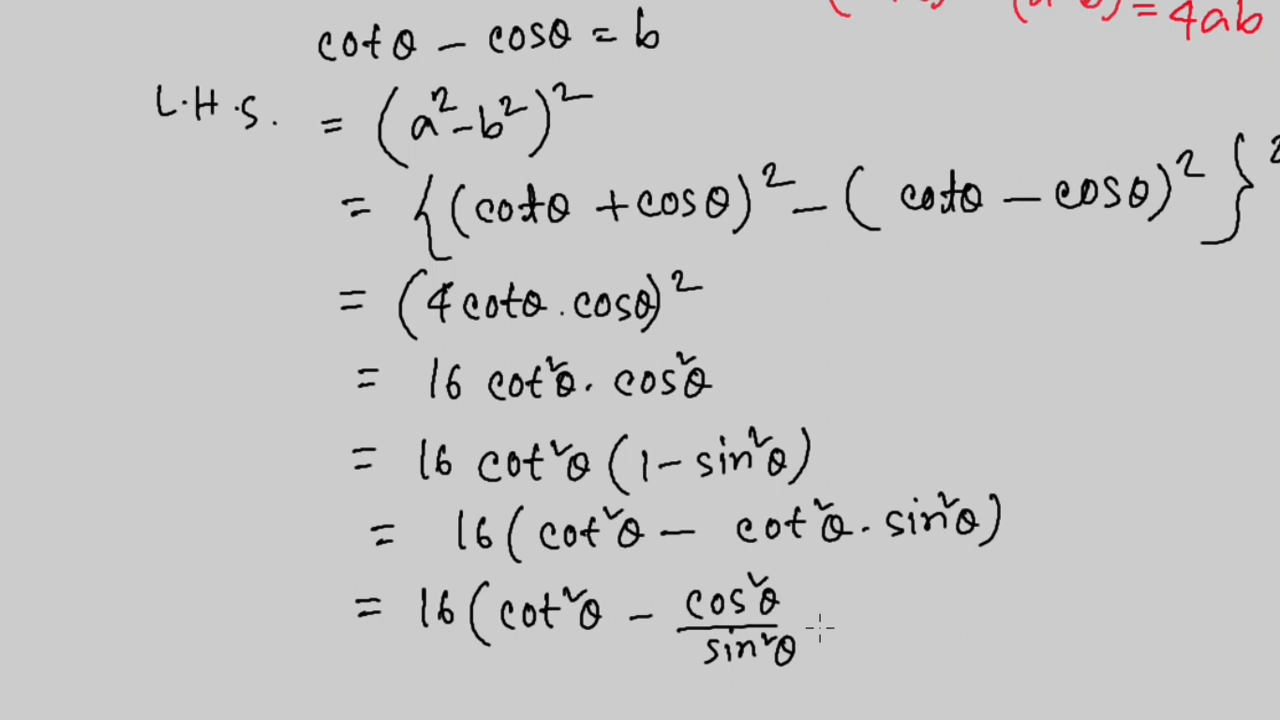 = 4ab
cotθ - cosθ = b
L.H.S. = (a²-b²)²
= {(cotθ + cosθ)² - (cotθ - cosθ)²}²
= (4cotθ . cosθ)²
= 16 cot²θ . cos²θ
= 16 cot²θ (1 - sin²θ)
= 16 (cot²θ - cot²θ . sin²θ)
= 16 (cot²θ - cos²θ/sin²θ